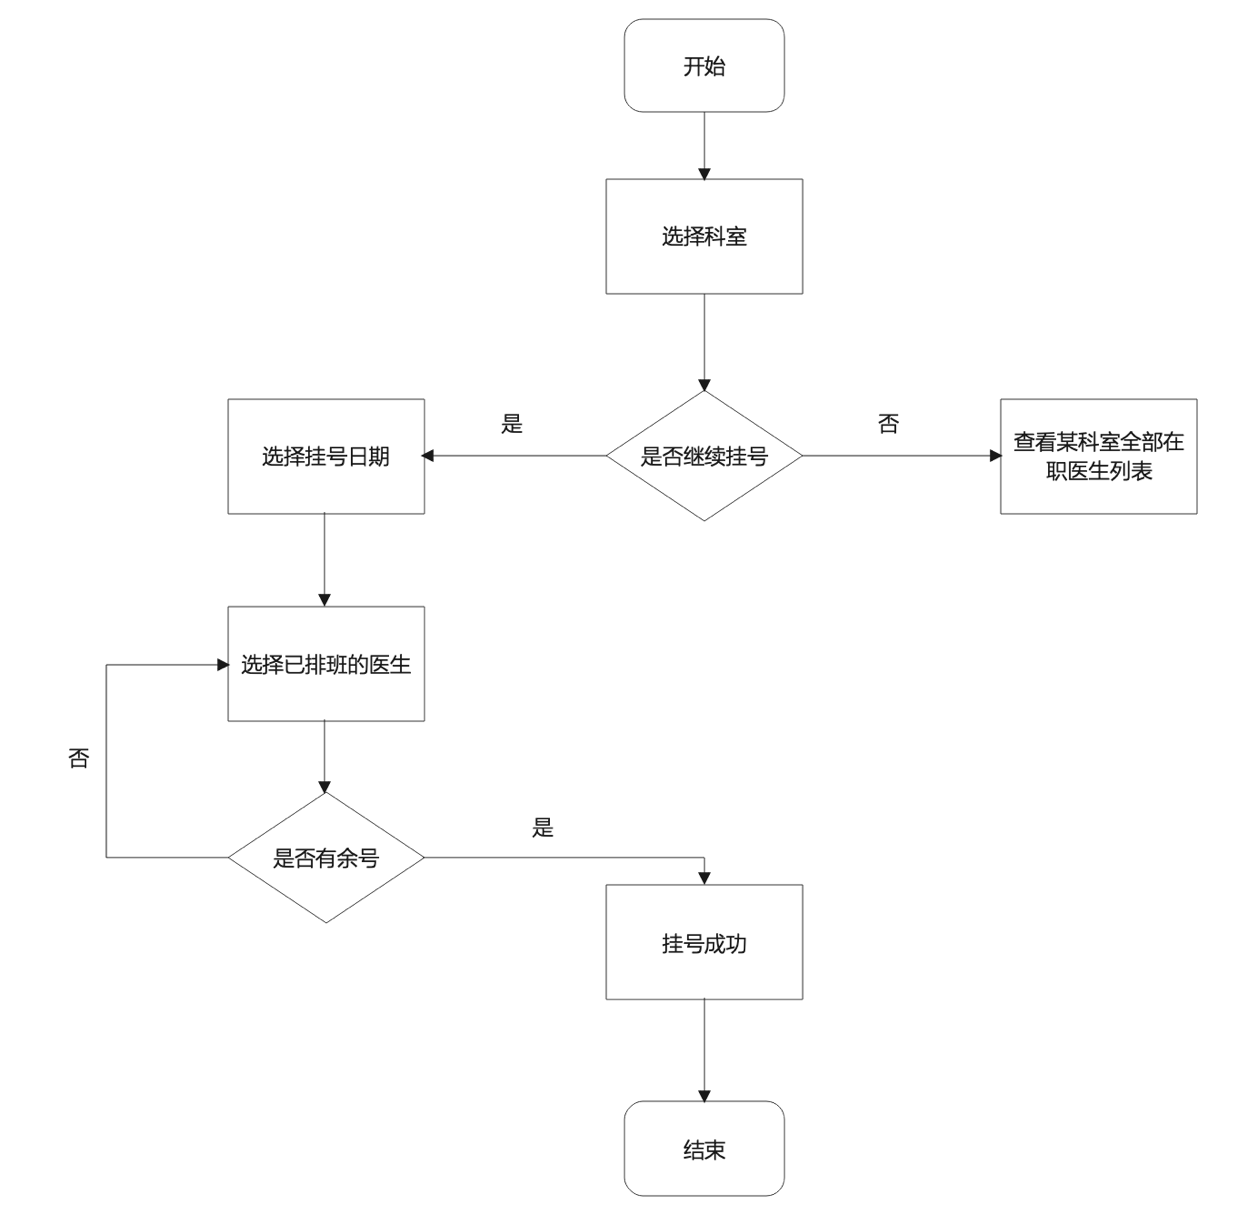 开始
选择科室
是
否
选择挂号日期
是否继续挂号
查看某科室全部在
职医生列表
选择已排班的医生
否
是
是否有余号
挂号成功
结束